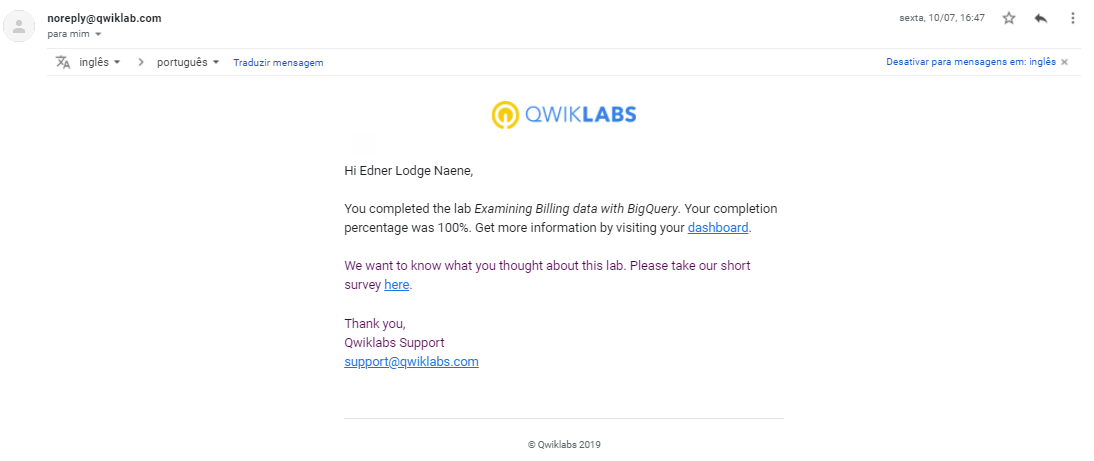 noreply@qwiklab.com
sexta, 10/07, 16:47
para mim
inglês
português
Traduzir mensagem
Desativar para mensagens em: inglês
QWIKLABS
Hi Edner Lodge Naene,
You completed the lab Examining Billing data with BigQuery. Your completion
percentage was 100%. Get more information by visiting your dashboard.
We want to know what you thought about this lab. Please take our short
survey here.
Thank you,
Qwiklabs Support
support@qwiklabs.com
© Qwiklabs 2019